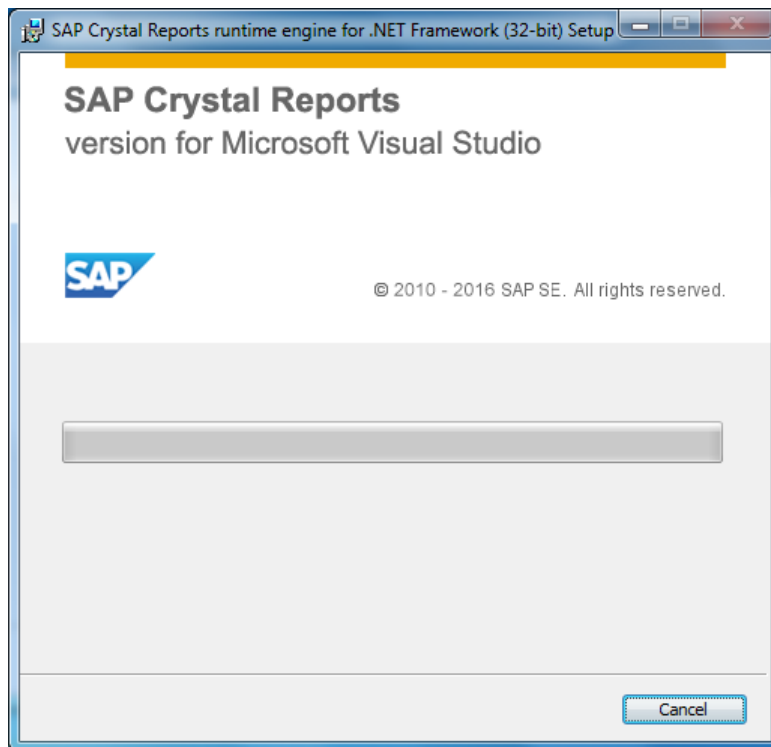 SAP Crystal Reports runtime engine for .NET Framework (32-bit) Setup
SAP Crystal Reports
version for Microsoft Visual Studio
SAP
© 2010 - 2016 SAP SE. All rights reserved.
Cancel